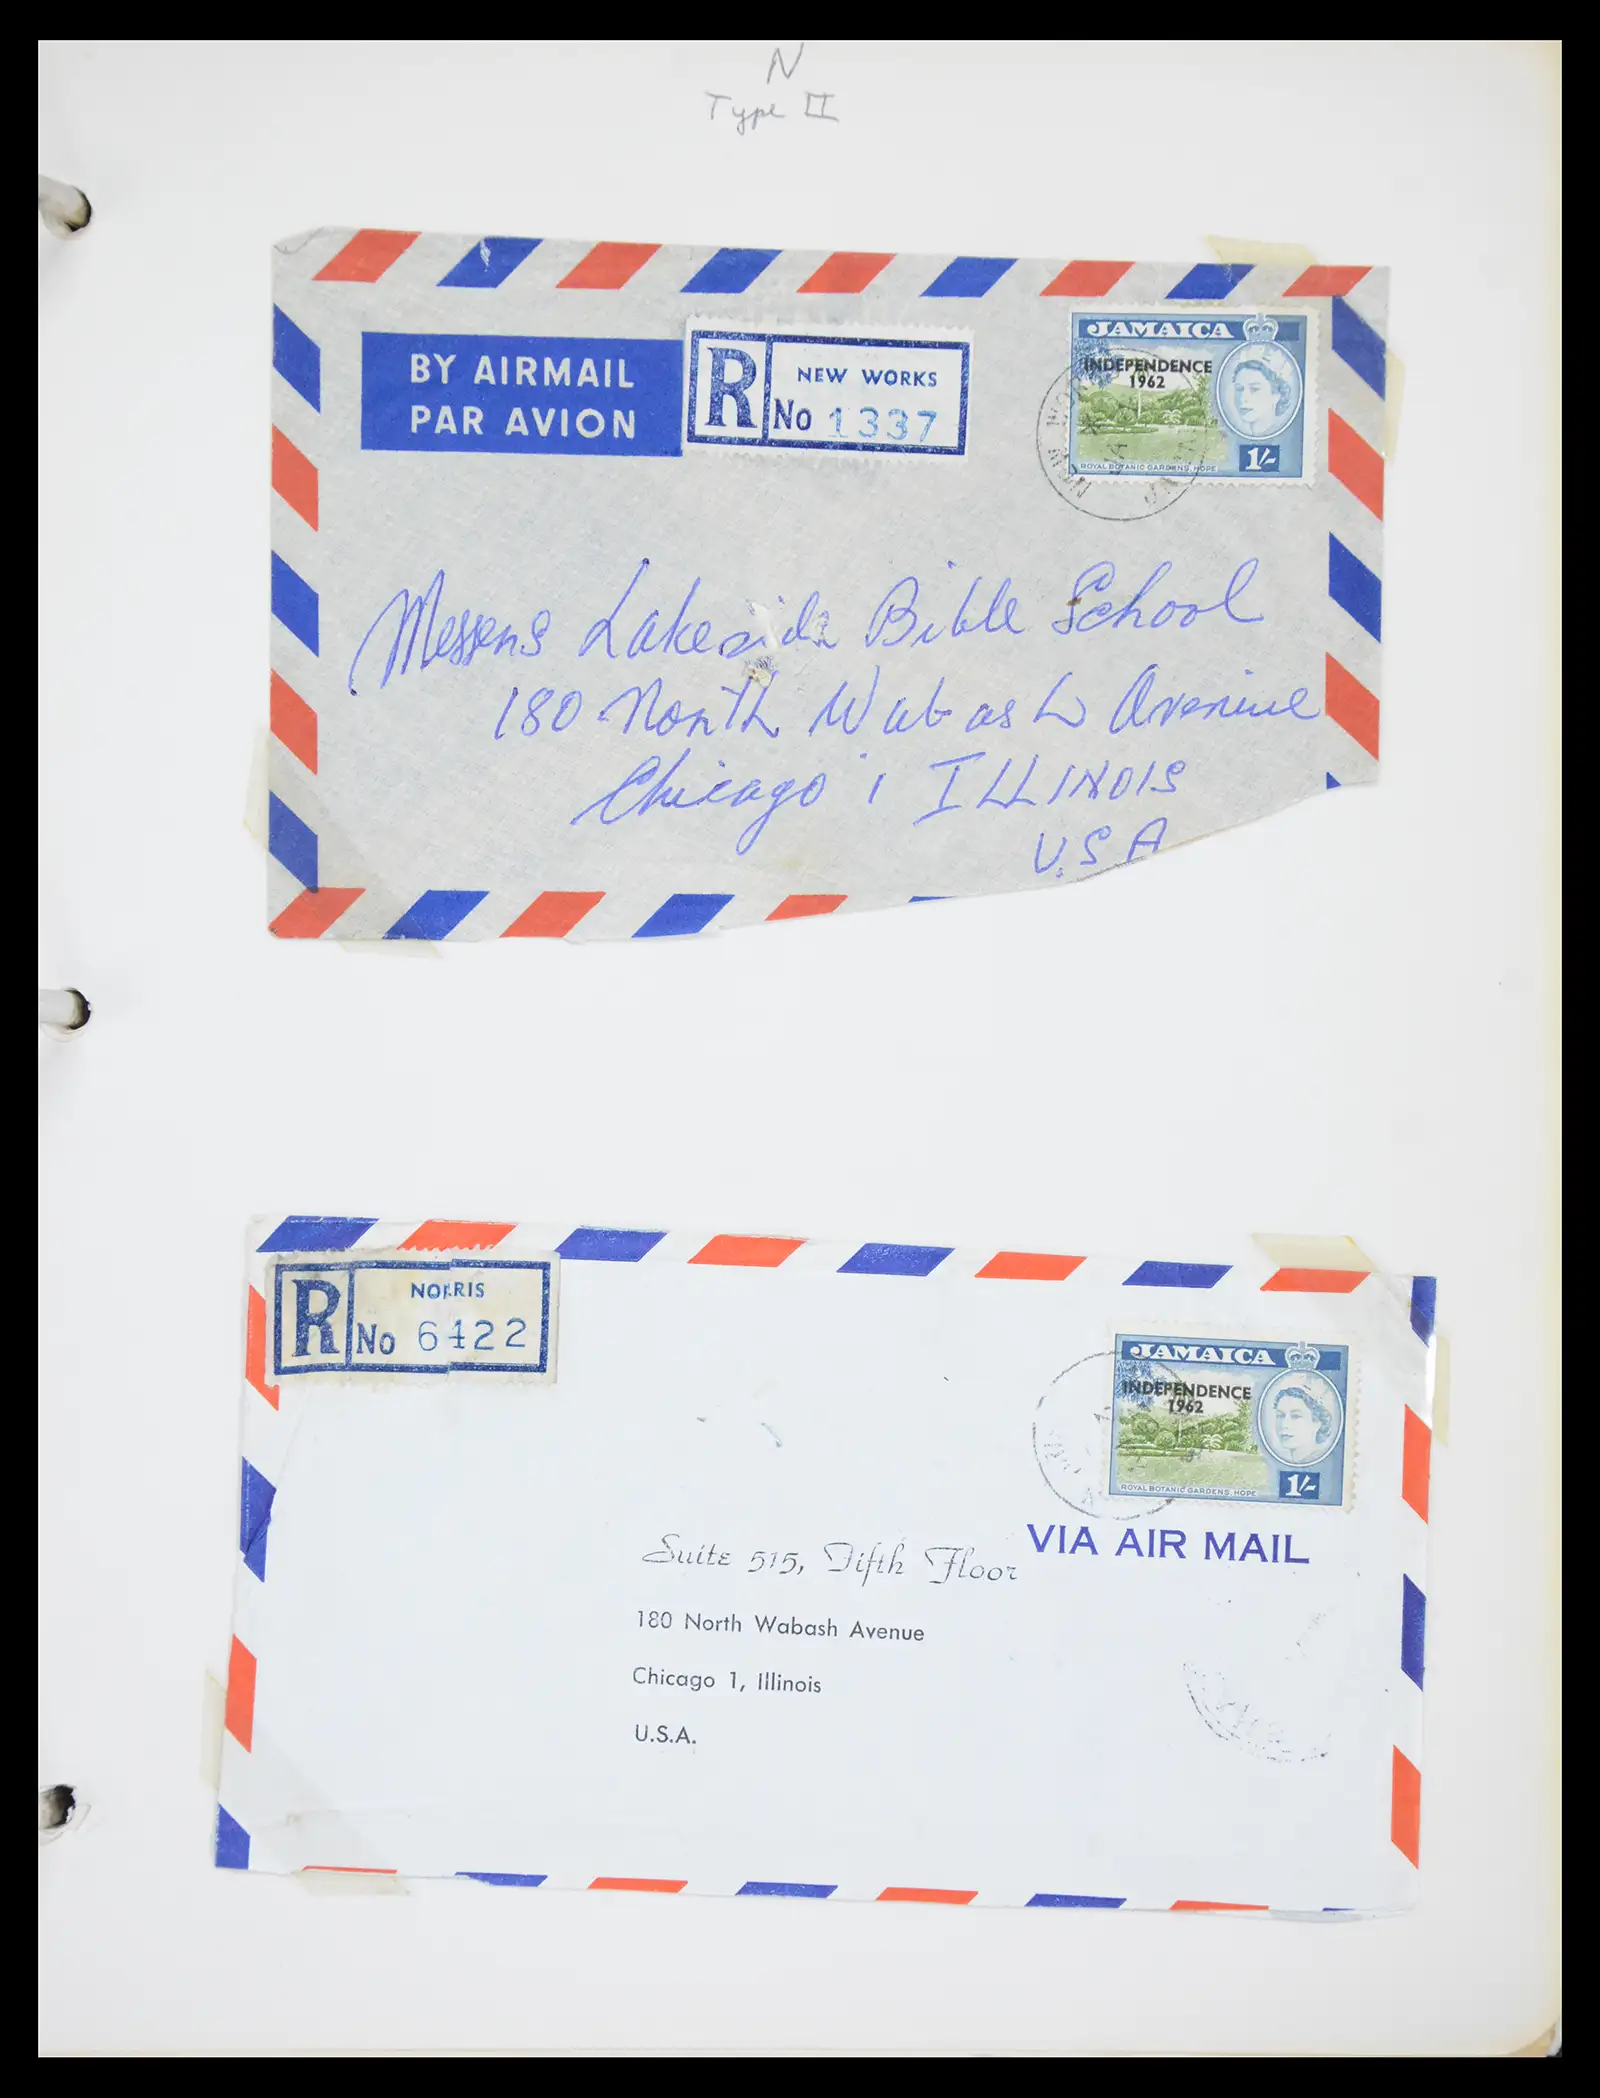 N
Type II
BY AIRMAIL
PAR AVION
R
NEW WORKS
No 1337
JAMAICA
INDEPENDENCE
1962
ROYAL BOTANIC GARDENS, HOPE
1/-
Messens Lakeside Bible School
180 North Wabash Avenue
Chicago 1 ILLINOIS
U.S A
R
NORRIS
No 6422
JAMAICA
INDEPENDENCE
1962
ROYAL BOTANIC GARDENS, HOPE
1/-
VIA AIR MAIL
Suite 515, Fifth Floor
180 North Wabash Avenue
Chicago 1, Illinois
U.S.A.